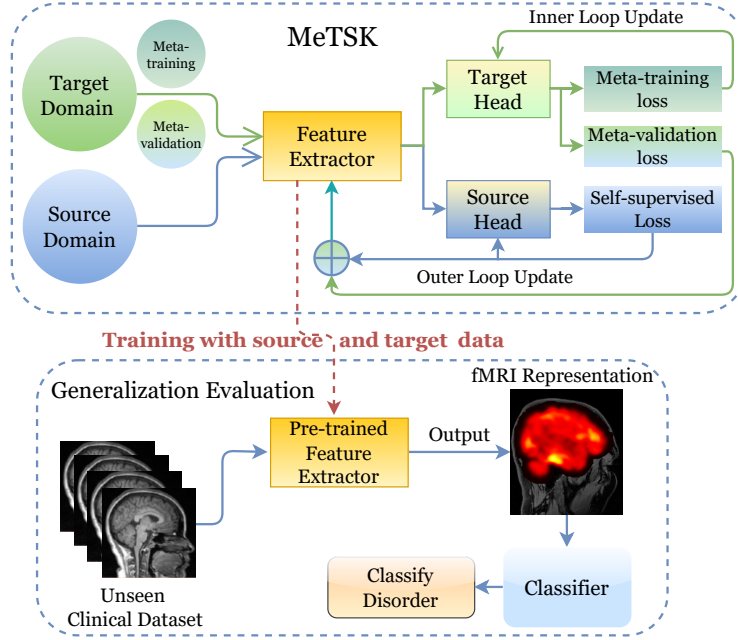 MeTSK
Inner Loop Update
Meta-
training
Target
Domain
Meta-
validation
Feature
Extractor
Target
Head
Meta-training
loss
Meta-validation
loss
Source
Domain
Source
Head
Self-supervised
Loss
Outer Loop Update
Training with source and target data
Generalization Evaluation
fMRI Representation
Pre-trained
Feature
Extractor
Output
Unseen
Clinical Dataset
Classify
Disorder
Classifier